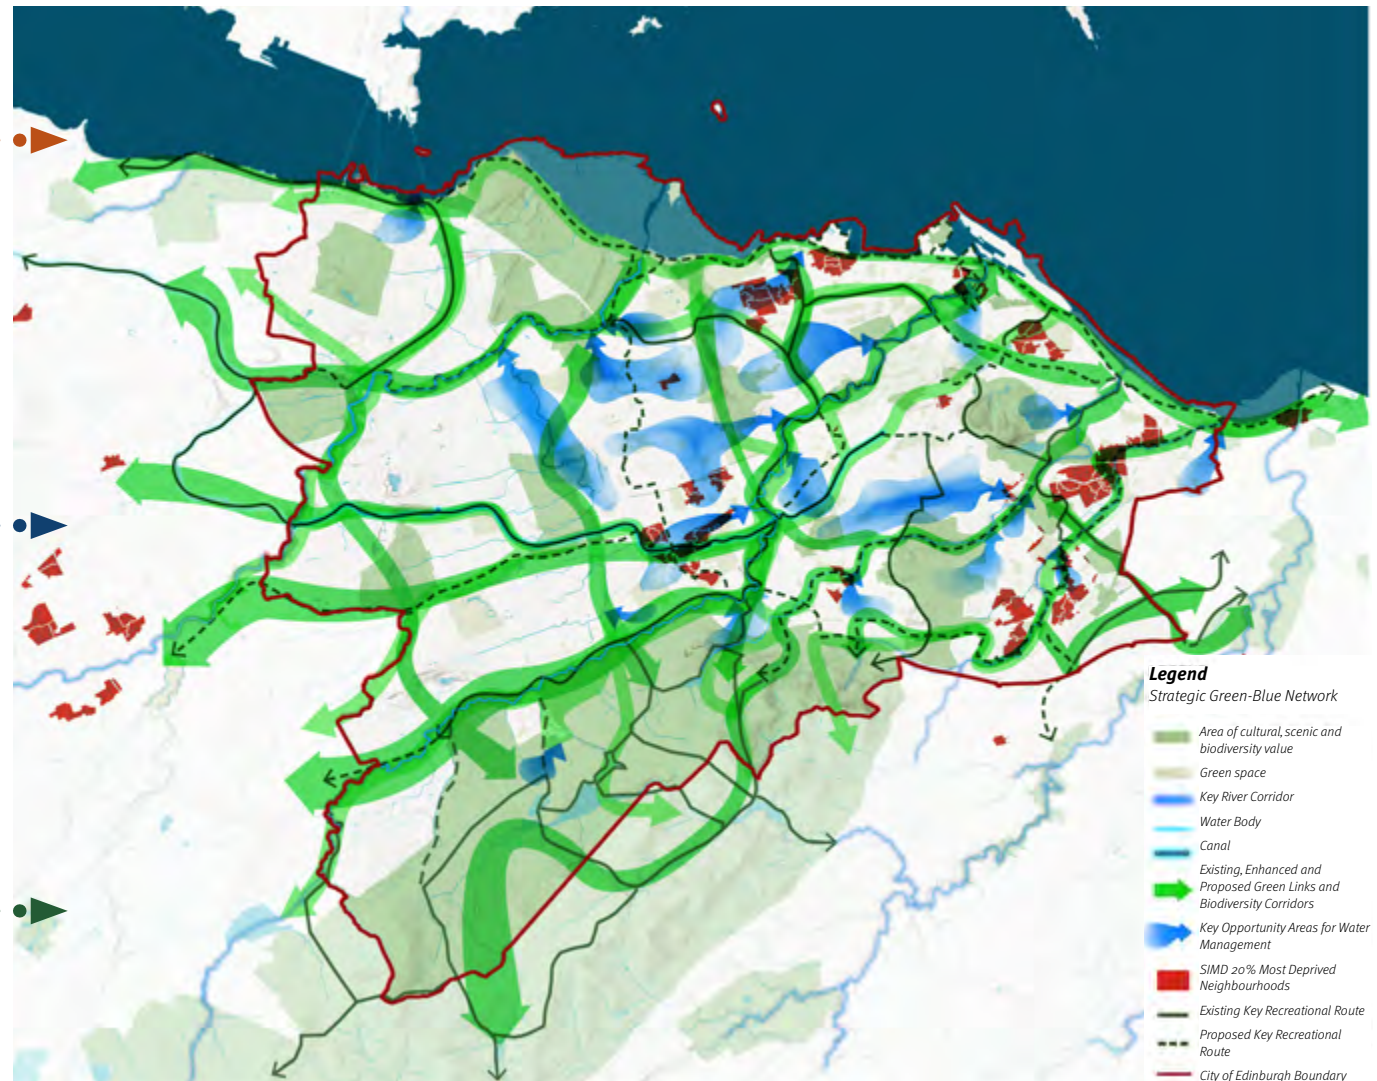 Legend
Strategic Green-Blue Network
Area of cultural, scenic and
biodiversity value
Green space
Key River Corridor
Water Body
Canal
Existing, Enhanced and
Proposed Green Links and
Biodiversity Corridors
Key Opportunity Areas for Water
Management
SIMD 20% Most Deprived
Neighbourhoods
Existing Key Recreational Route
Proposed Key Recreational
Route
City of Edinburgh Boundary